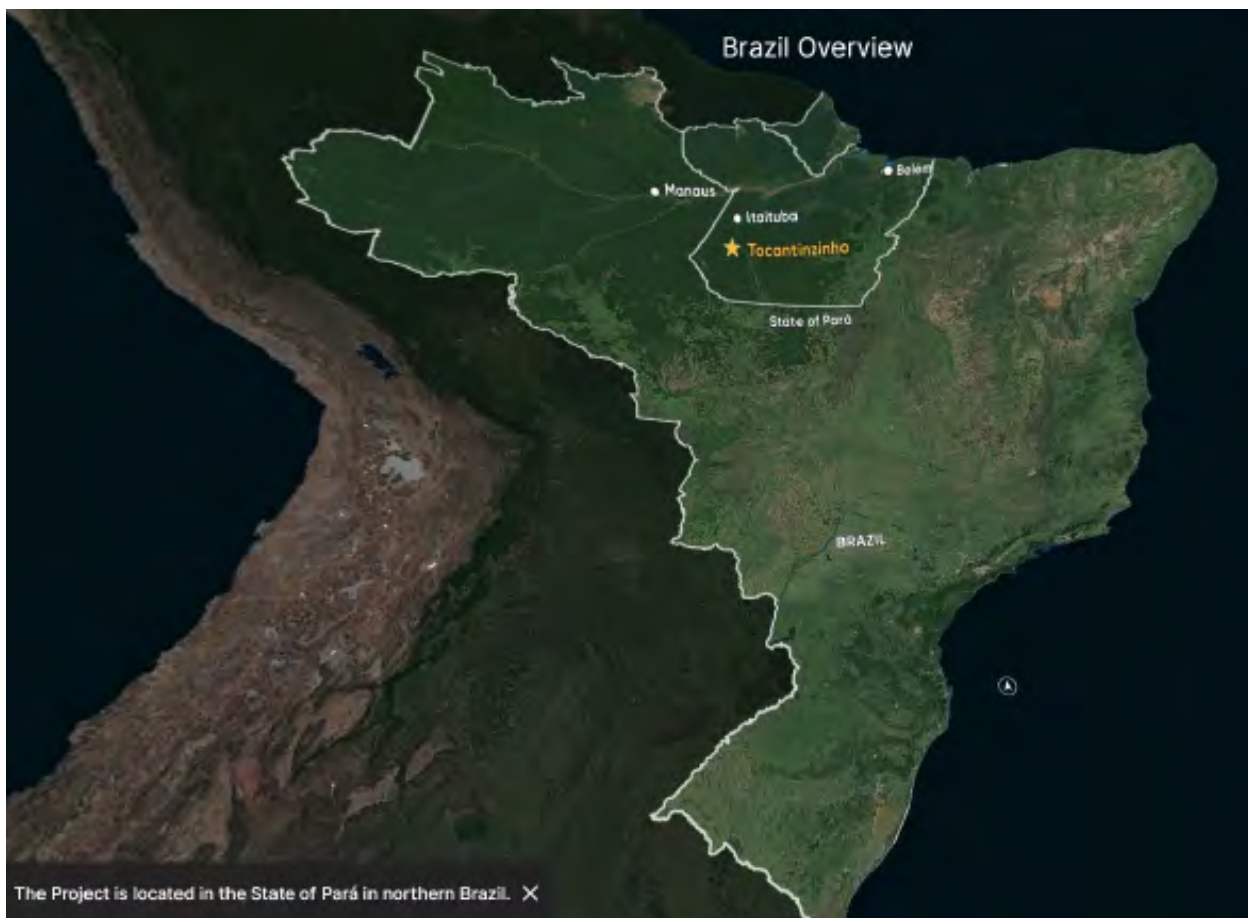 Brazil Overview
Belém
Manaus
Itaituba
Tocantinzinho
State of Pará
BRAZIL
The Project is located in the State of Pará in northern Brazil. X